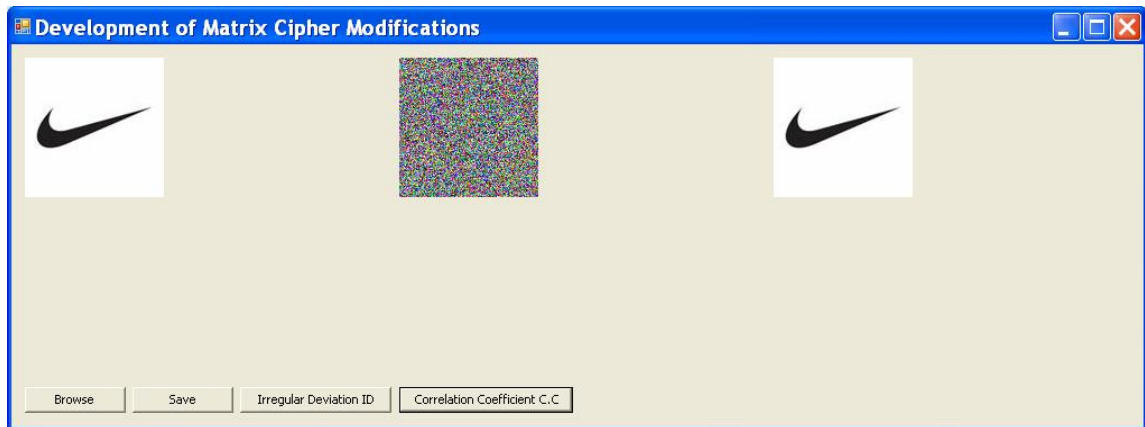 Development of Matrix Cipher Modifications
Browse Save Irregular Deviation ID Correlation Coefficient C.C